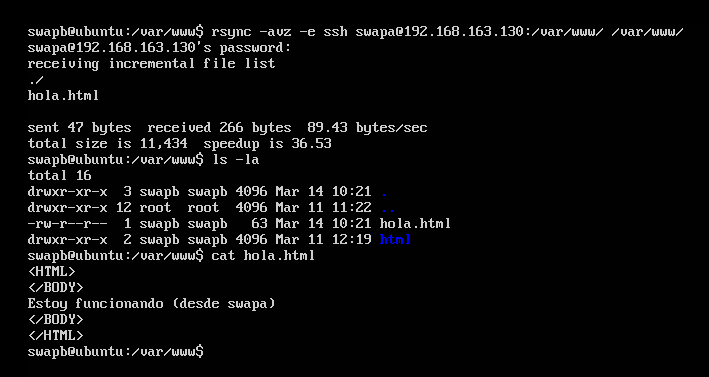 swapb@ubuntu:/var/www$ rsync -avz -e ssh swapa@192.168.163.130:/var/www/ /var/www/
swapa@192.168.163.130's password:
receiving incremental file list
./
hola.html
sent 47 bytes  received 266 bytes  89.43 bytes/sec
total size is 11,434  speedup is 36.53
swapb@ubuntu:/var/www$ ls -la
total 16
drwxr-xr-x  3 swapb swapb 4096 Mar 14 10:21 .
drwxr-xr-x 12 root  root  4096 Mar 11 11:22 ..
-rw-r--r--  1 swapb swapb   63 Mar 14 10:21 hola.html
drwxr-xr-x  2 swapb swapb 4096 Mar 11 12:19 html
swapb@ubuntu:/var/www$ cat hola.html
<HTML>
</BODY>
Estoy funcionando (desde swapa)
</BODY>
</HTML>
swapb@ubuntu:/var/www$